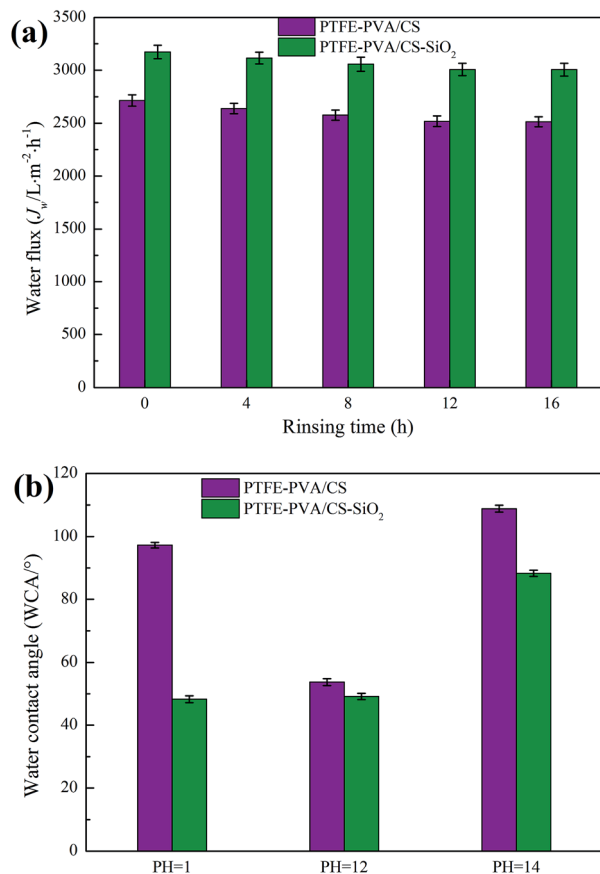 (a)
PTFE-PVA/CS
PTFE-PVA/CS-SiO₂
3500
3000
2500
2000
1500
1000
500
0
Water flux (J_w/L·m⁻²·h⁻¹)
0 4 8 12 16
Rinsing time (h)
(b)
PTFE-PVA/CS
PTFE-PVA/CS-SiO₂
120
100
80
60
40
20
0
Water contact angle (WCA/°)
PH=1 PH=12 PH=14